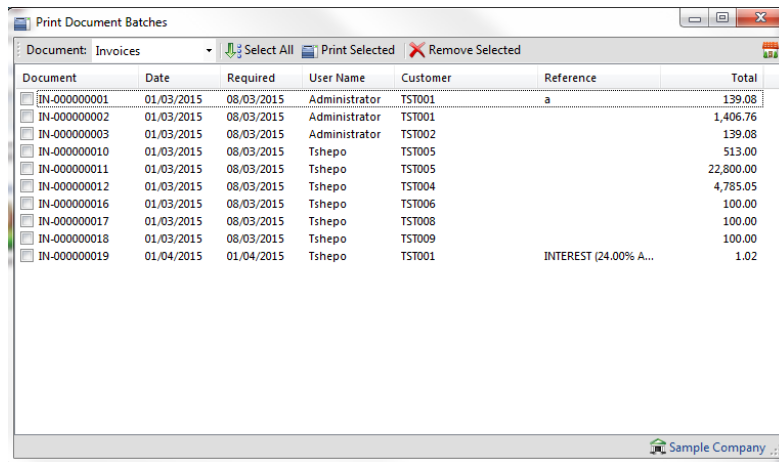 Print Document Batches
Document: Invoices Select All Print Selected Remove Selected
Document Date Required User Name Customer Reference Total
IN-000000001 01/03/2015 08/03/2015 Administrator TST001 a 139.08
IN-000000002 01/03/2015 08/03/2015 Administrator TST001 1,406.76
IN-000000003 01/03/2015 08/03/2015 Administrator TST002 139.08
IN-000000010 01/03/2015 08/03/2015 Tshepo TST005 513.00
IN-000000011 01/03/2015 08/03/2015 Tshepo TST005 22,800.00
IN-000000012 01/03/2015 08/03/2015 Tshepo TST004 4,785.05
IN-000000016 01/03/2015 08/03/2015 Tshepo TST006 100.00
IN-000000017 01/03/2015 08/03/2015 Tshepo TST008 100.00
IN-000000018 01/03/2015 08/03/2015 Tshepo TST009 100.00
IN-000000019 01/04/2015 01/04/2015 Tshepo TST001 INTEREST (24.00% A... 1.02
Sample Company